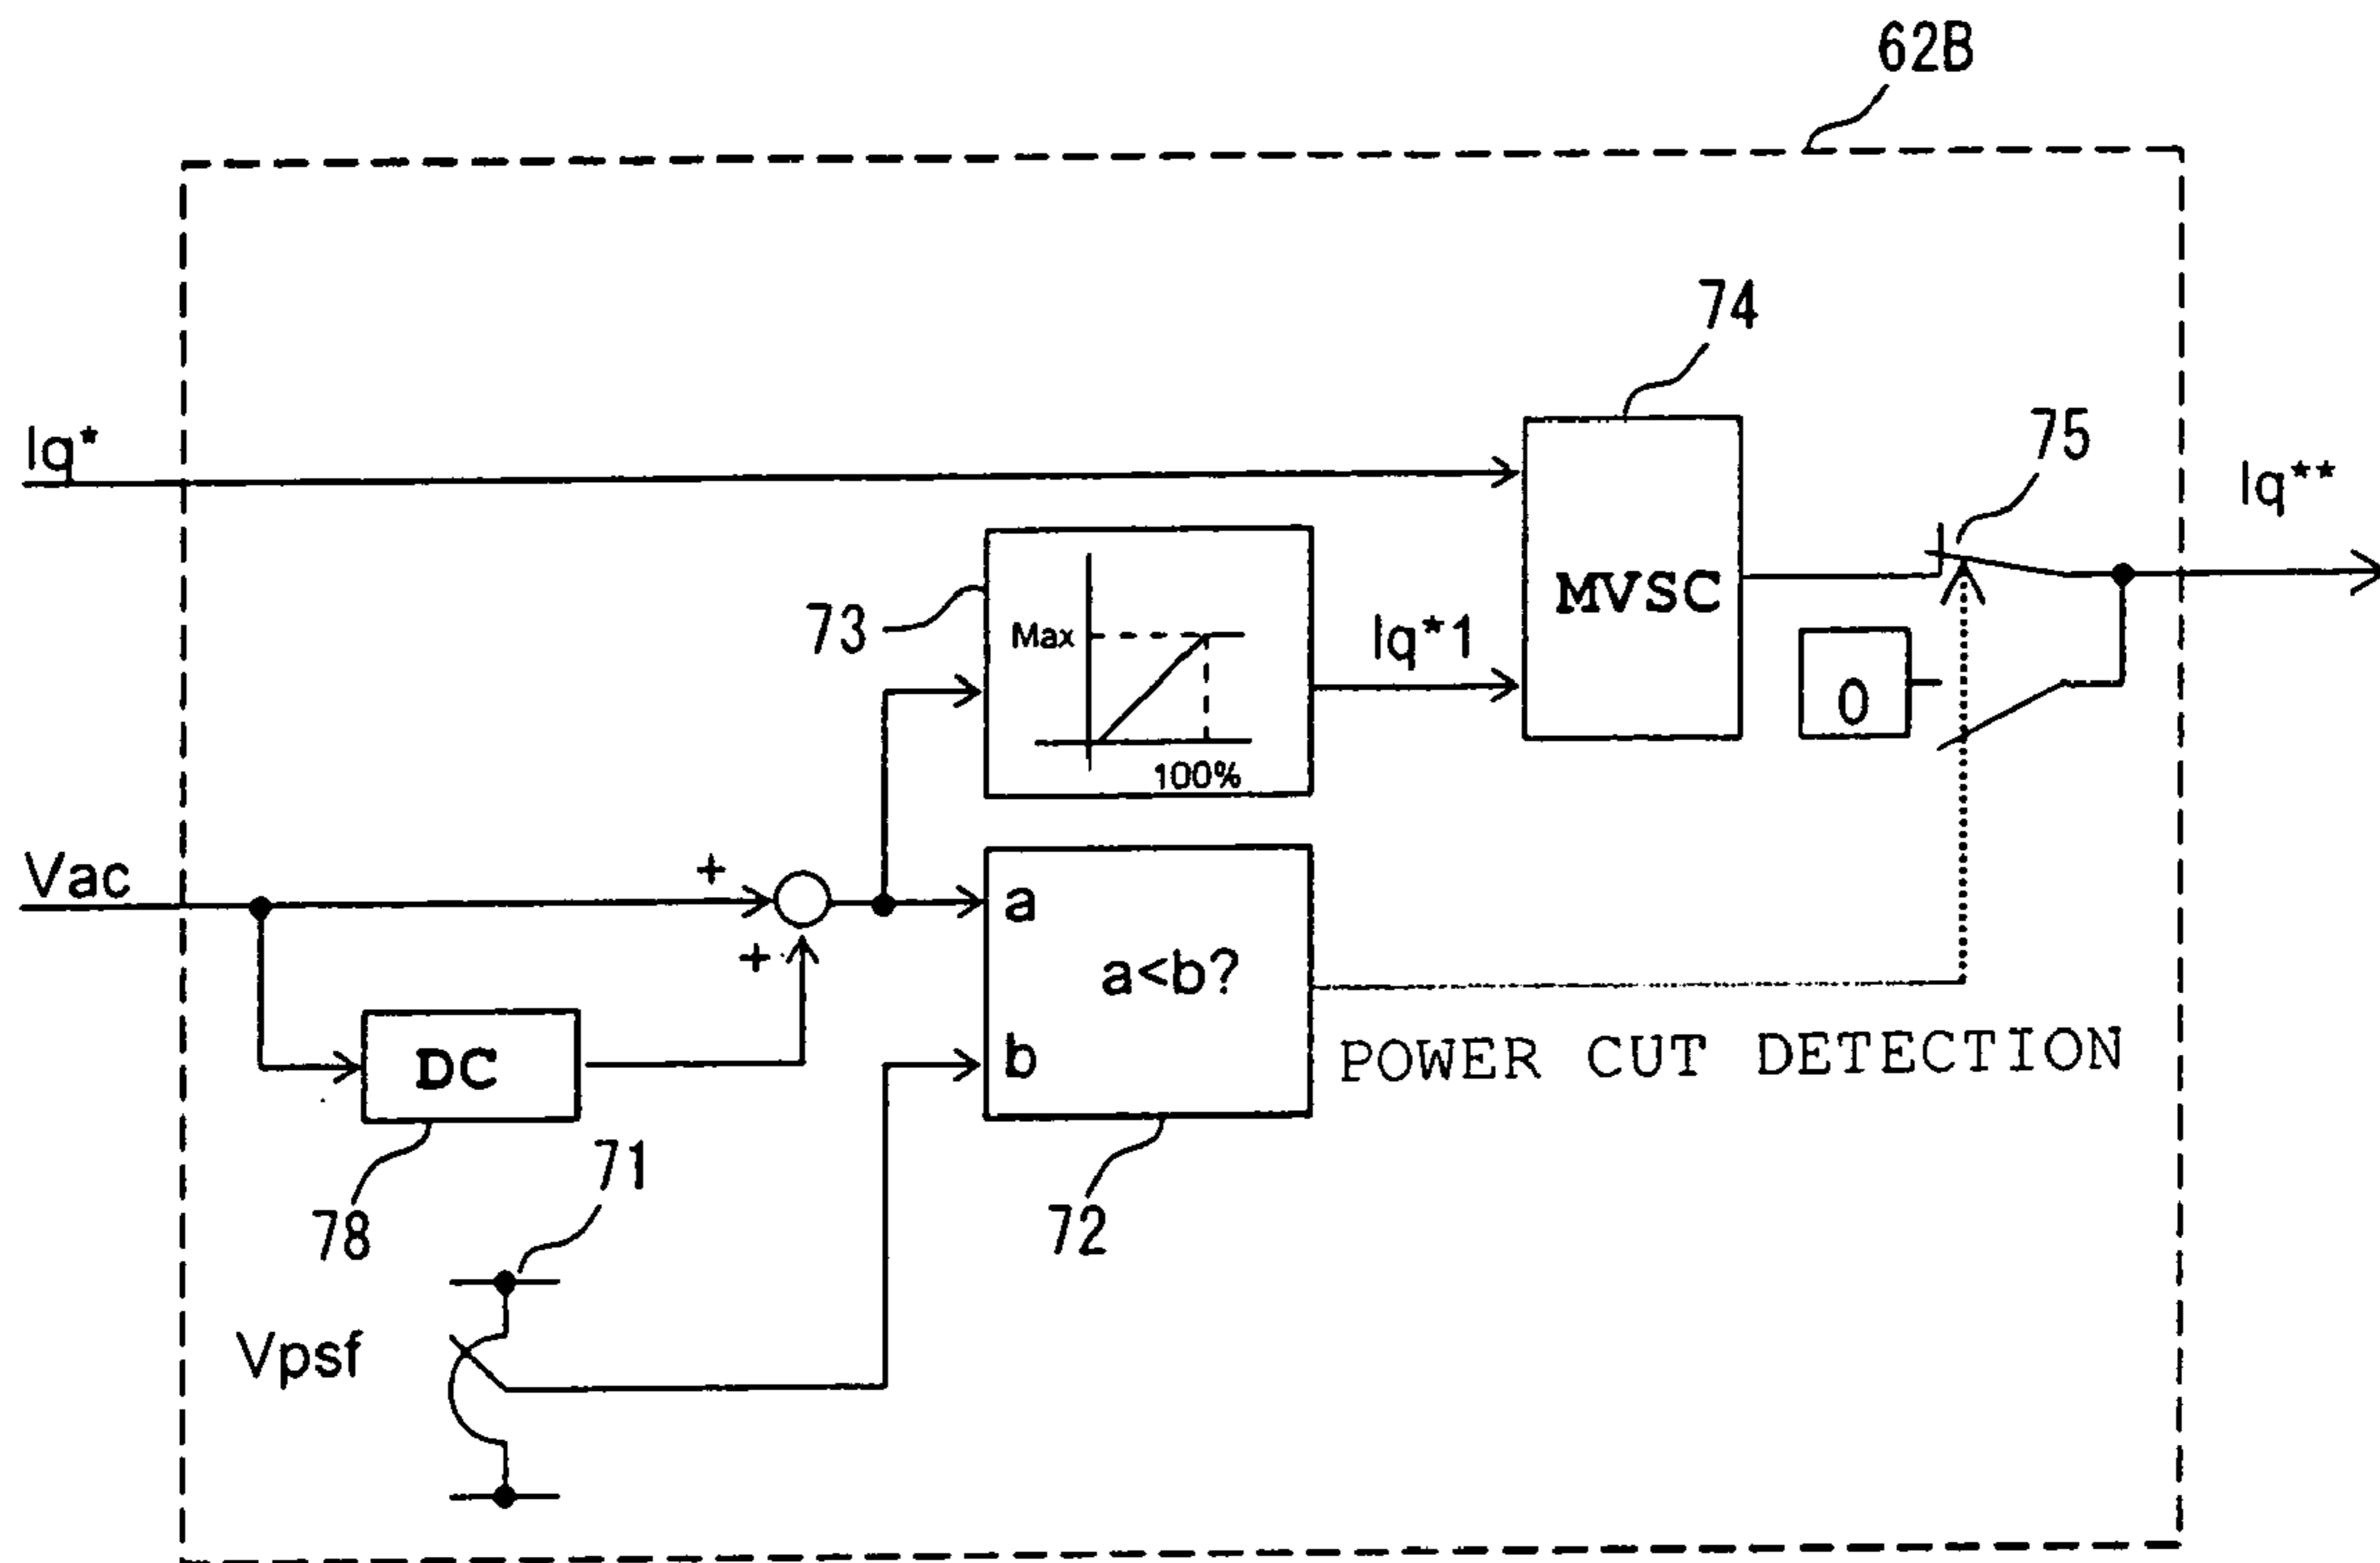 62B
74
Iq*
75
Iq**
73
Max
100%
Iq*1
MVSC
0
Vac
+
+
a
a<b?
b
DC
POWER CUT DETECTION
78
71
72
Vpsf